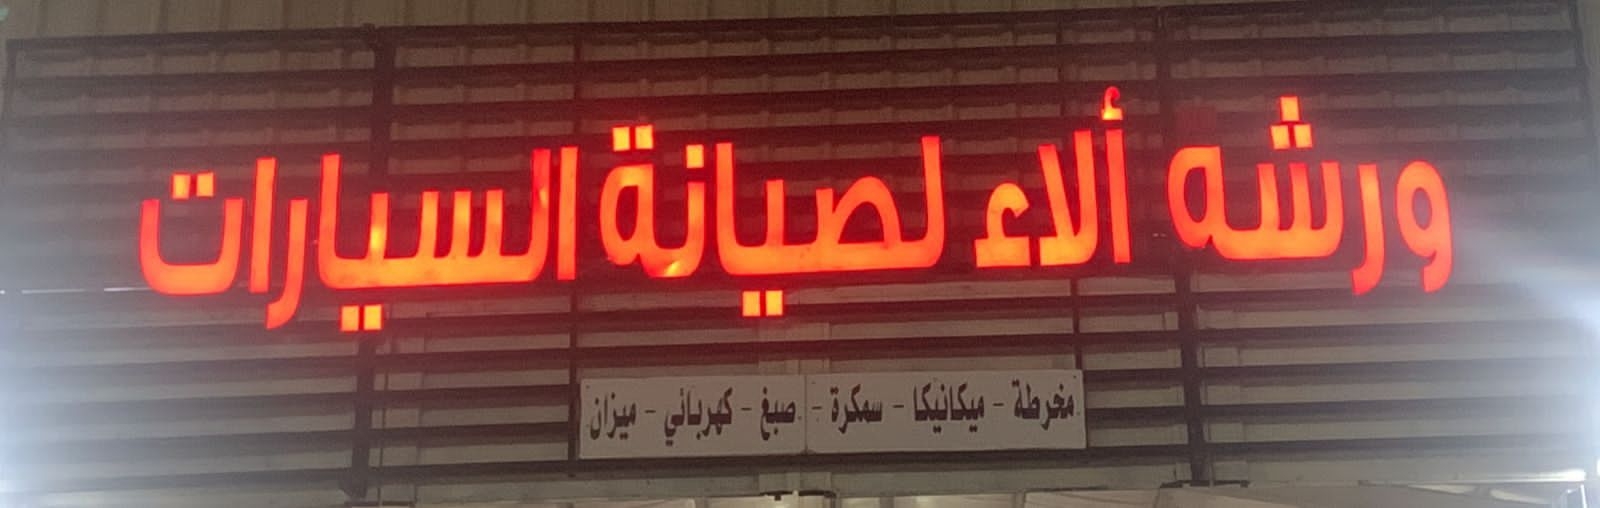 ورشه ألاء لصيانة السيارات
مخرطة - ميكانيكا - سمكرة - صبغ - كهربائي - ميزان